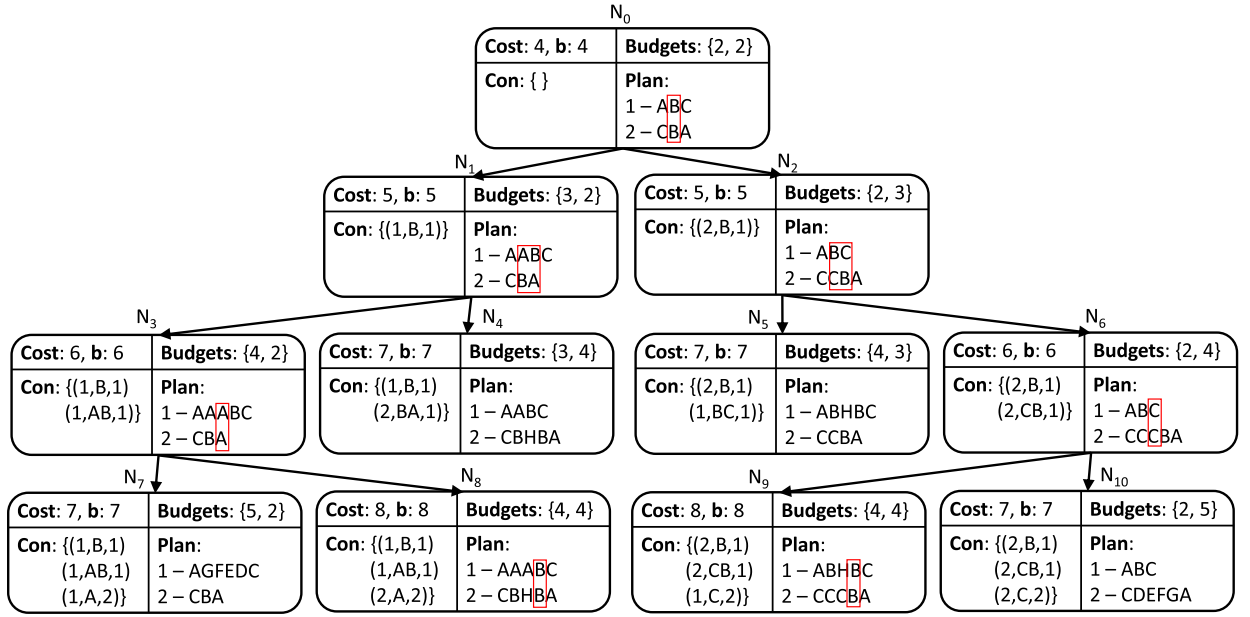 N0
Cost: 4, b: 4 Budgets: {2, 2}
Con: { } Plan:
1 – ABC
2 – CBA
N1
Cost: 5, b: 5 Budgets: {3, 2}
Con: {(1,B,1)} Plan:
1 – AABC
2 – CBA
N2
Cost: 5, b: 5 Budgets: {2, 3}
Con: {(2,B,1)} Plan:
1 – ABC
2 – CCBA
N3
Cost: 6, b: 6 Budgets: {4, 2}
Con: {(1,B,1) Plan:
(1,AB,1)} 1 – AAABC
2 – CBA
N4
Cost: 7, b: 7 Budgets: {3, 4}
Con: {(1,B,1) Plan:
(2,BA,1)} 1 – AABC
2 – CBHBA
N5
Cost: 7, b: 7 Budgets: {4, 3}
Con: {(2,B,1) Plan:
(1,BC,1)} 1 – ABHBC
2 – CCBA
N6
Cost: 6, b: 6 Budgets: {2, 4}
Con: {(2,B,1) Plan:
(2,CB,1)} 1 – ABC
2 – CCCBA
N7
Cost: 7, b: 7 Budgets: {5, 2}
Con: {(1,B,1) Plan:
(1,AB,1) 1 – AGFEDC
(1,A,2)} 2 – CBA
N8
Cost: 8, b: 8 Budgets: {4, 4}
Con: {(1,B,1) Plan:
(1,AB,1) 1 – AAABC
(2,A,2)} 2 – CBHBA
N9
Cost: 8, b: 8 Budgets: {4, 4}
Con: {(2,B,1) Plan:
(2,CB,1) 1 – ABHBC
(1,C,2)} 2 – CCCBA
N10
Cost: 7, b: 7 Budgets: {2, 5}
Con: {(2,B,1) Plan:
(2,CB,1) 1 – ABC
(2,C,2)} 2 – CDEFGA